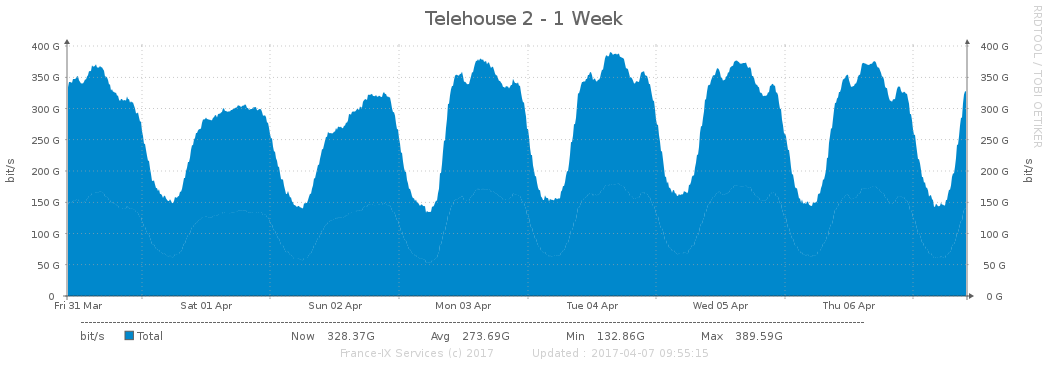 Telehouse 2 - 1 Week
RRDTOOL / TOBI OETIKER
bit/s
400 G
350 G
300 G
250 G
200 G
150 G
100 G
50 G
0
400 G
350 G
300 G
250 G
200 G
150 G
100 G
50 G
0 G
bit/s
Fri 31 Mar Sat 01 Apr Sun 02 Apr Mon 03 Apr Tue 04 Apr Wed 05 Apr Thu 06 Apr
bit/s Total Now 328.37G Avg 273.69G Min 132.86G Max 389.59G
France-IX Services (c) 2017 Updated : 2017-04-07 09:55:15